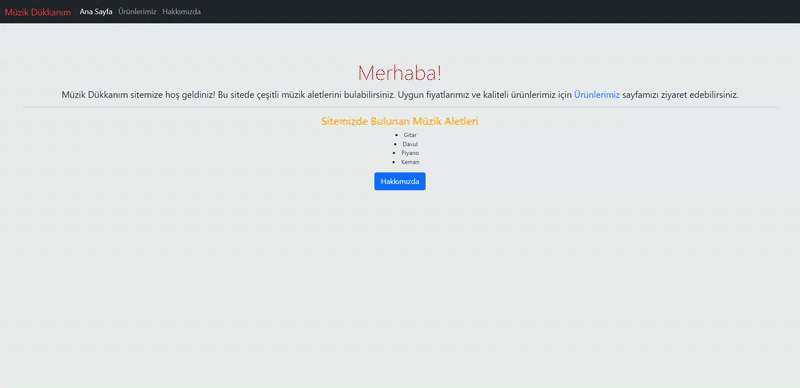 Müzik Dükkanım Ana Sayfa Ürünlerimiz Hakkımızda
Merhaba!
Müzik Dükkanım sitemize hoş geldiniz! Bu sitede çeşitli müzik aletlerini bulabilirsiniz. Uygun fiyatlarımız ve kaliteli ürünlerimiz için Ürünlerimiz sayfamızı ziyaret edebilirsiniz.
Sitemizde Bulunan Müzik Aletleri
• Gitar
• Davul
• Piyano
• Keman
Hakkımızda